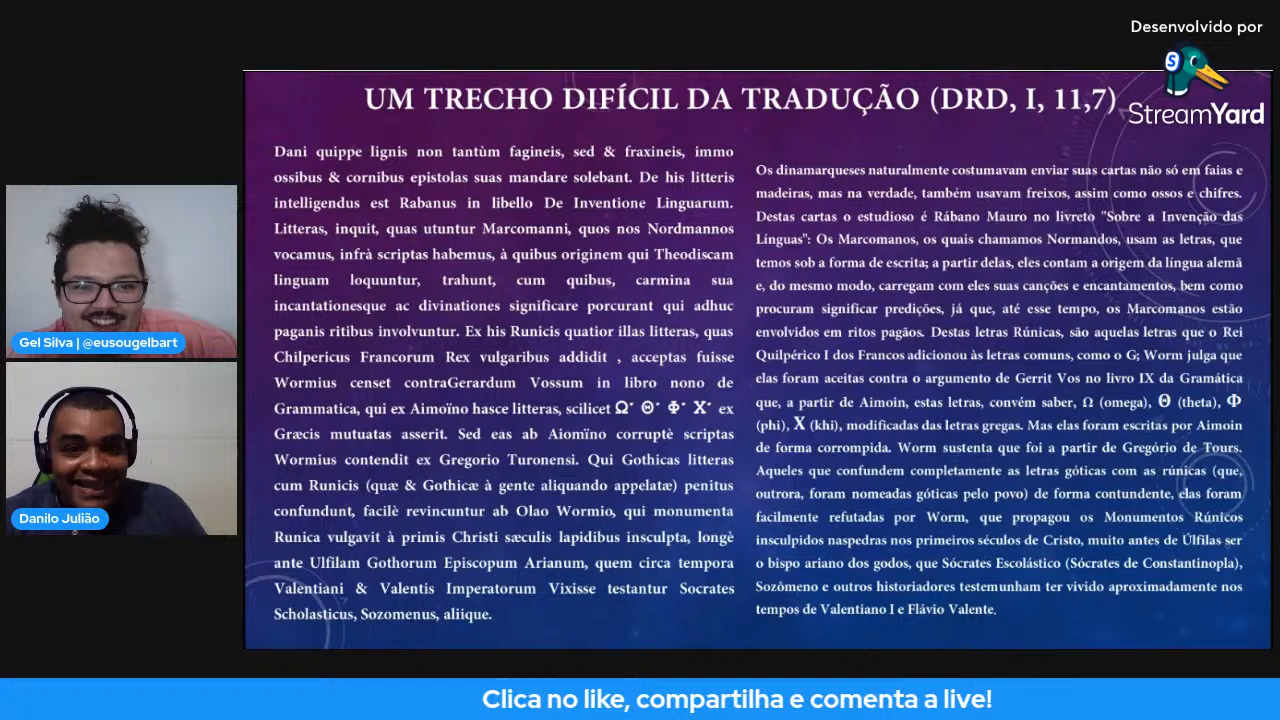 Desenvolvido por
StreamYard
UM TRECHO DIFÍCIL DA TRADUÇÃO (DRD, I, 11,7)
Dani quippe lignis non tantùm fagineis, sed & fraxineis, immo
ossibus & cornibus epistolas suas mandare solebant. De his litteris
intelligendus est Rabanus in libello De Inventione Linguarum.
Litteras, inquit, quas utuntur Marcomanni, quos nos Nordmannos
vocamus, infrà scriptas habemus, à quibus originem qui Theodiscam
linguam loquuntur, trahunt, cum quibus, carmina sua
incantationesque ac divinationes significare porcurant qui adhuc
paganis ritibus involvuntur. Ex his Runicis quatior illas litteras, quas
Chilpericus Francorum Rex vulgaribus addidit , acceptas fuisse
Wormius censet contraGerardum Vossum in libro nono de
Grammatica, qui ex Aimoïno hasce litteras, scilicet Ω· Θ· Φ· X· ex
Græcis mutuatas asserit. Sed eas ab Aiomïno corruptè scriptas
Wormius contendit ex Gregorio Turonensi. Qui Gothicas litteras
cum Runicis (quæ & Gothicæ à gente aliquando appelatæ) penitus
confundunt, facilè revincuntur ab Olao Wormio, qui monumenta
Runica vulgavit à primis Christi sæculis lapidibus insculpta, longè
ante Ulfilam Gothorum Episcopum Arianum, quem circa tempora
Valentiani & Valentis Imperatorum Vixisse testantur Socrates
Scholasticus, Sozomenus, aliique.
Os dinamarqueses naturalmente costumavam enviar suas cartas não só em faias e
madeiras, mas na verdade, também usavam freixos, assim como ossos e chifres.
Destas cartas o estudioso é Rábano Mauro no livreto "Sobre a Invenção das
Línguas": Os Marcomanos, os quais chamamos Normandos, usam as letras, que
temos sob a forma de escrita; a partir delas, eles contam a origem da língua alemã
e, do mesmo modo, carregam com eles suas canções e encantamentos, bem como
procuram significar predições, já que, até esse tempo, os Marcomanos estão
envolvidos em ritos pagãos. Destas letras Rúnicas, são aquelas letras que o Rei
Quilpérico I dos Francos adicionou às letras comuns, como o G; Worm julga que
elas foram aceitas contra o argumento de Gerrit Vos no livro IX da Gramática
que, a partir de Aimoin, estas letras, convém saber, Ω (omega), Θ (theta), Φ
(phi), X (khi), modificadas das letras gregas. Mas elas foram escritas por Aimoin
de forma corrompida. Worm sustenta que foi a partir de Gregório de Tours.
Aqueles que confundem completamente as letras góticas com as rúnicas (que,
outrora, foram nomeadas góticas pelo povo) de forma contundente, elas foram
facilmente refutadas por Worm, que propagou os Monumentos Rúnicos
insculpidos naspedras nos primeiros séculos de Cristo, muito antes de Úlfilas ser
o bispo ariano dos godos, que Sócrates Escolástico (Sócrates de Constantinopla),
Sozômeno e outros historiadores testemunham ter vivido aproximadamente nos
tempos de Valentiano I e Flávio Valente.
Gel Silva | @eusougelbart
Danilo Julião
Clica no like, compartilha e comenta a live!